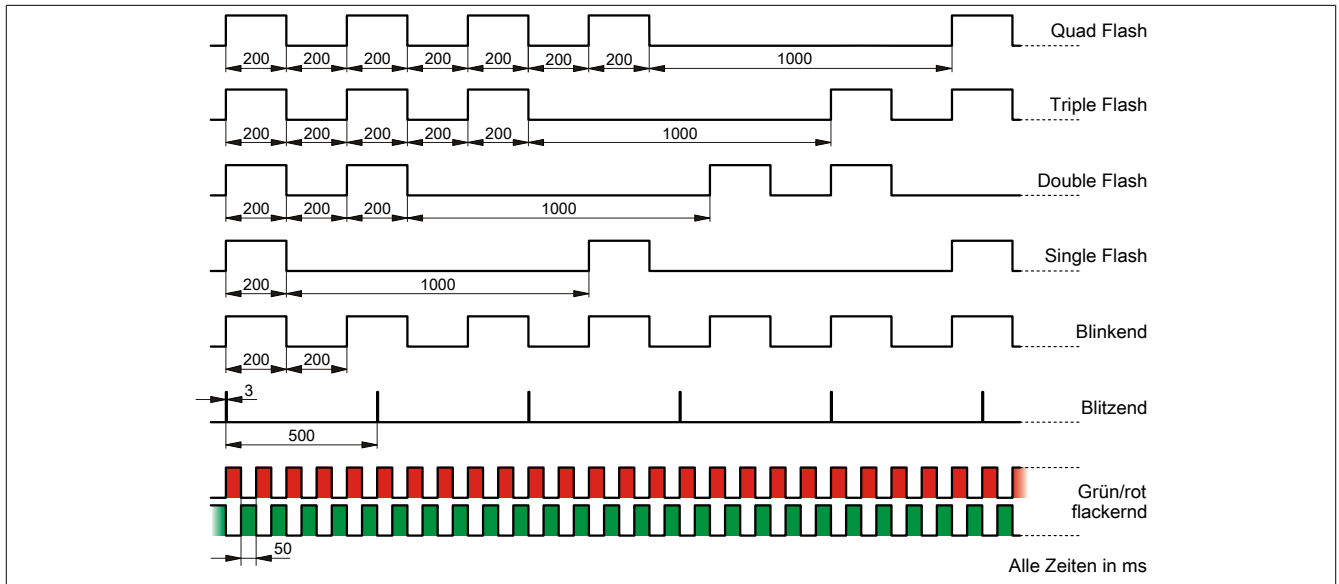 Quad Flash
200 200 200 200 200 200 200 1000
Triple Flash
200 200 200 200 200 1000
Double Flash
200 200 200 1000
Single Flash
200 1000
Blinkend
200 200
3
Blitzend
500
Grün/rot
flackernd
50
Alle Zeiten in ms